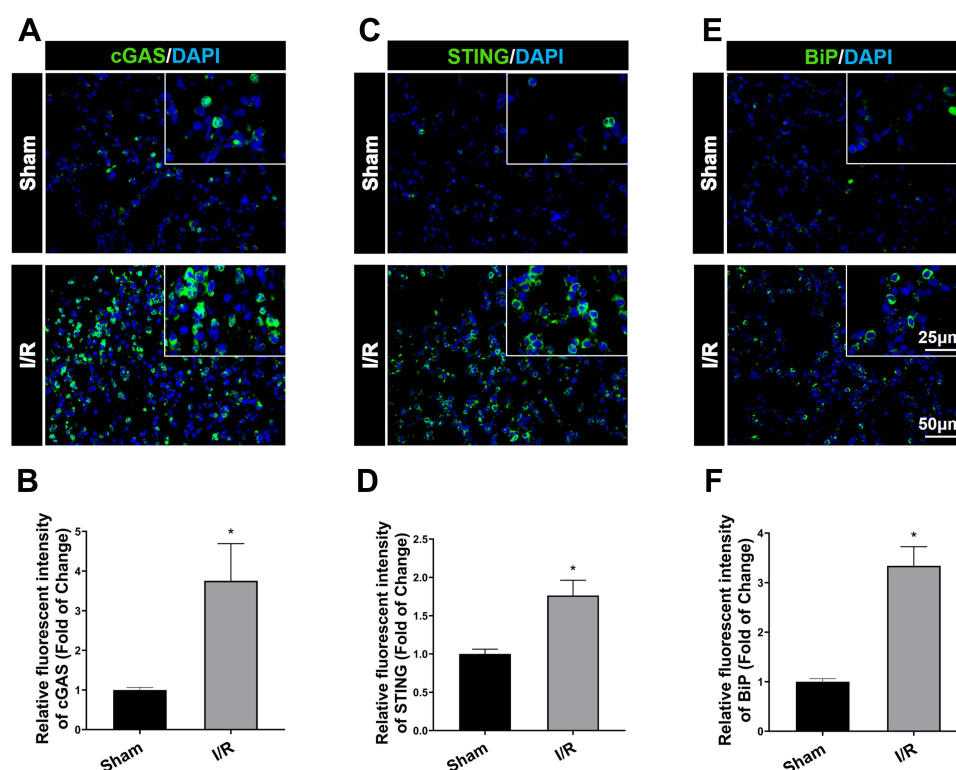 A
cGAS/DAPI
Sham
I/R
C
STING/DAPI
Sham
I/R
E
BiP/DAPI
Sham
I/R
25μm
50μm
B
Relative fluorescent intensity
of cGAS (Fold of Change)
5
4
3
2
1
0
*
Sham
I/R
D
Relative fluorescent intensity
of STING (Fold of Change)
2.5
2.0
1.5
1.0
0.5
0.0
*
Sham
I/R
F
Relative fluorescent intensity
of BiP (Fold of Change)
4
3
2
1
0
*
Sham
I/R